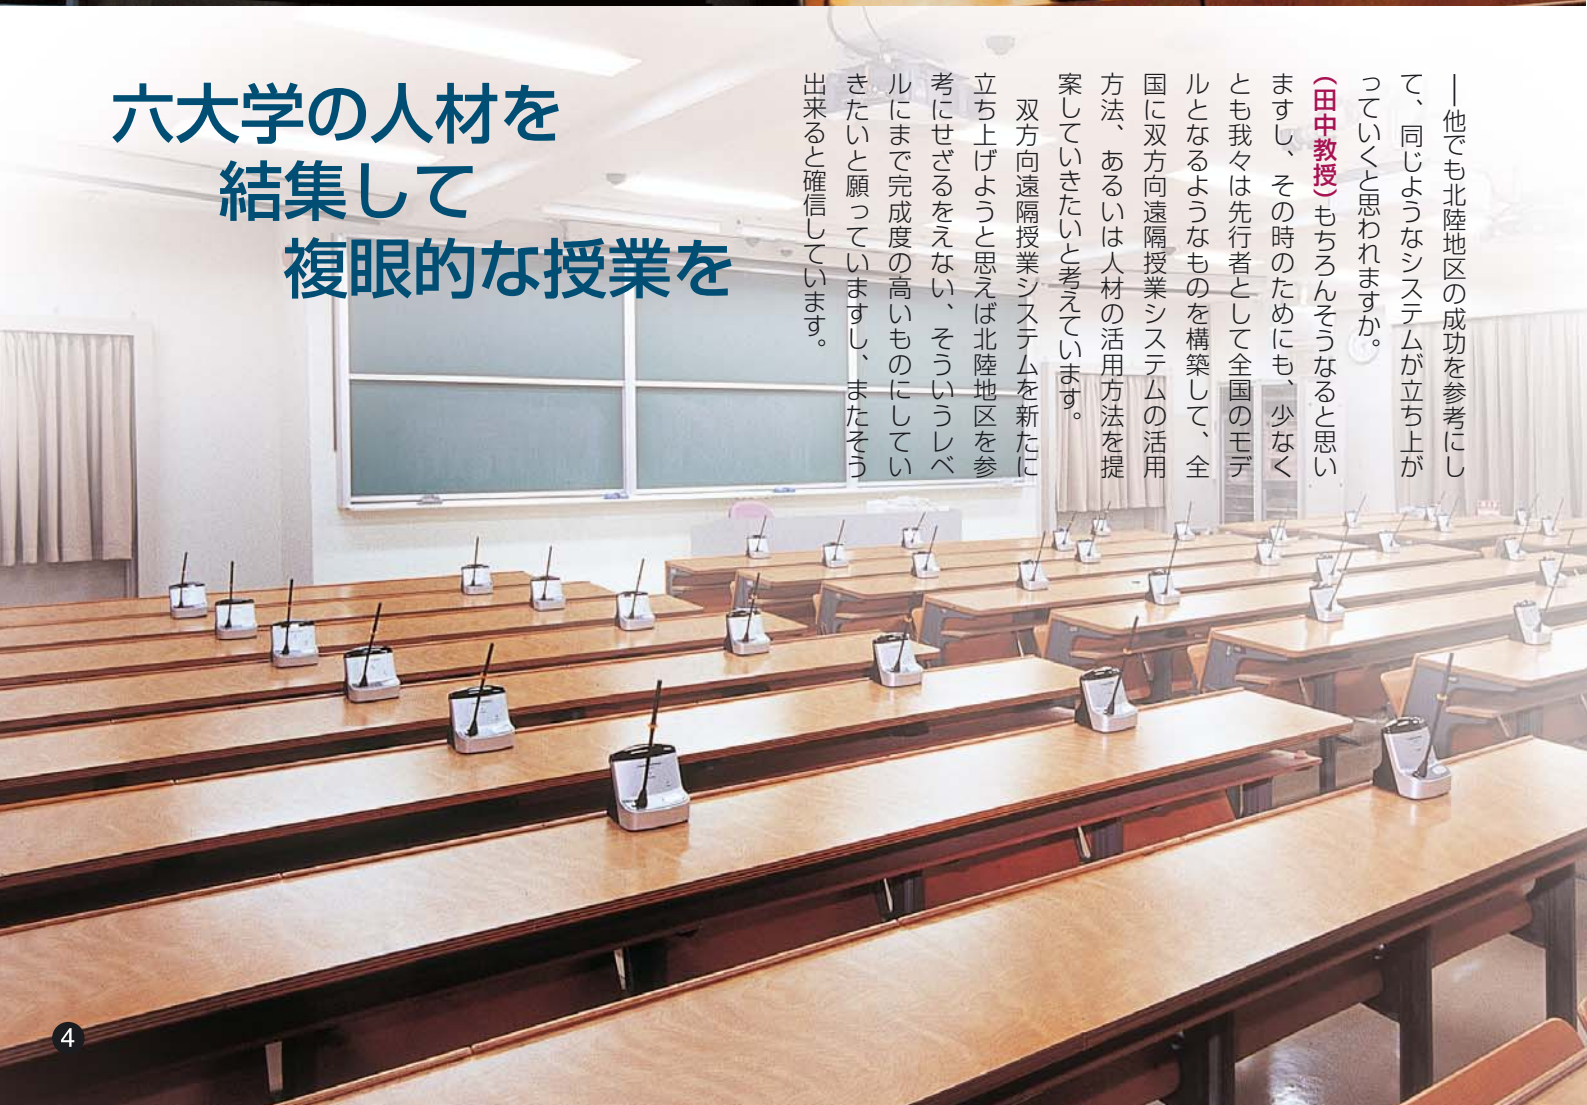 六大学の人材を
結集して
複眼的な授業を
―他でも北陸地区の成功を参考にし
て、同じようなシステムが立ち上が
っていくと思われますか。
(田中教授)もちろんそうなると思い
ますし、その時のためにも、少なく
とも我々は先行者として全国のモデ
ルとなるようなものを構築して、全
国に双方向遠隔授業システムの活用
方法、あるいは人材の活用方法を提
案していきたいと考えています。
双方向遠隔授業システムを新たに
立ち上げようと思えば北陸地区を参
考にせざるをえない、そういうレベ
ルにまで完成度の高いものにしてい
きたいと願っていますし、またそう
出来ると確信しています。
4